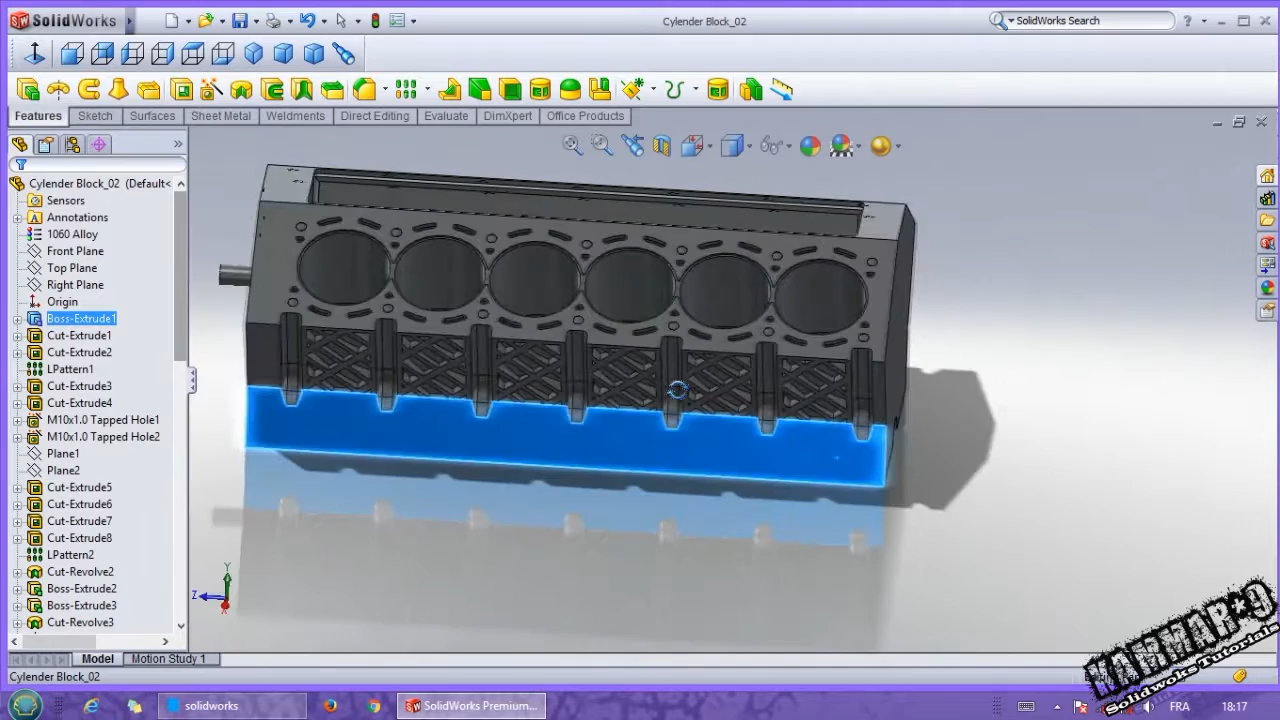 SolidWorks
Cylender Block_02
SolidWorks Search
Features
Sketch
Surfaces
Sheet Metal
Weldments
Direct Editing
Evaluate
DimXpert
Office Products
Cylender Block_02 (Default<
Sensors
Annotations
1060 Alloy
Front Plane
Top Plane
Right Plane
Origin
Boss-Extrude1
Cut-Extrude1
Cut-Extrude2
LPattern1
Cut-Extrude3
Cut-Extrude4
M10x1.0 Tapped Hole1
M10x1.0 Tapped Hole2
Plane1
Plane2
Cut-Extrude5
Cut-Extrude6
Cut-Extrude7
Cut-Extrude8
LPattern2
Cut-Revolve2
Boss-Extrude2
Boss-Extrude3
Cut-Revolve3
Y
Z
X
Model
Motion Study 1
Cylender Block_02
Solidwoks Tutorials
solidworks
SolidWorks Premium...
FR
18:17